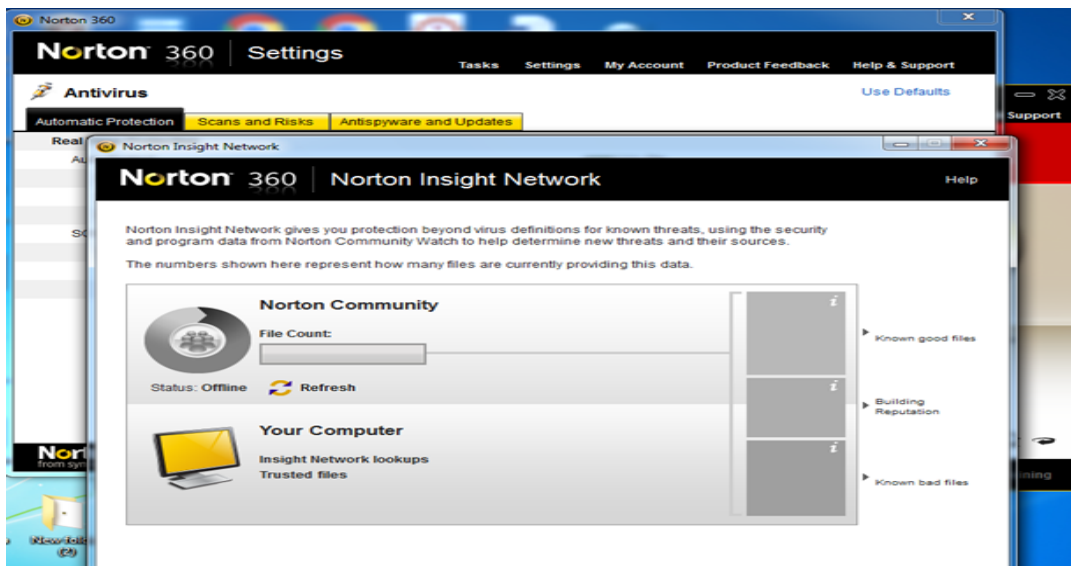 Norton 360
Norton 360 Settings
Tasks Settings My Account Product Feedback Help & Support
Antivirus
Use Defaults
Automatic Protection Scans and Risks Antispyware and Updates
Support
Real
Norton Insight Network
Norton 360 Norton Insight Network
Help
Norton Insight Network gives you protection beyond virus definitions for known threats, using the security
and program data from Norton Community Watch to help determine new threats and their sources.
The numbers shown here represent how many files are currently providing this data.
Norton Community
File Count:
Known good files
Status: Offline Refresh
Building
Reputation
Your Computer
Insight Network lookups
Trusted files
Known bad files
Nort
from sy
(2)